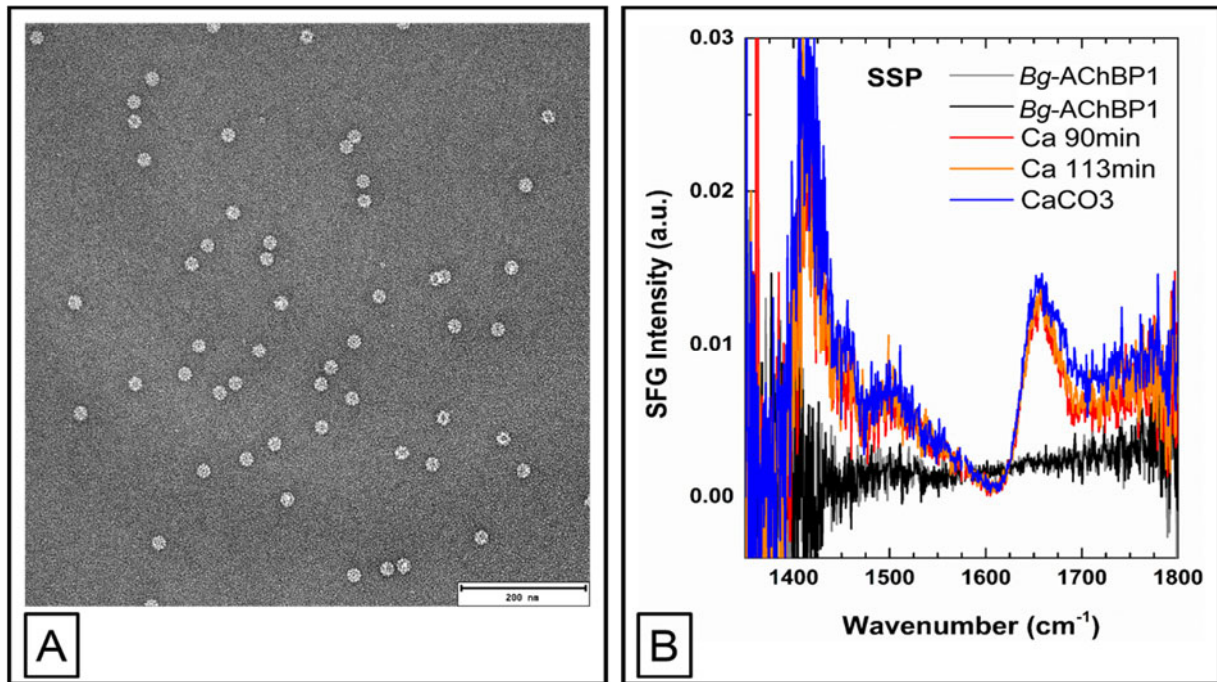 200 nm
A
0.03
0.02
0.01
0.00
SFG Intensity (a.u.)
SSP
Bg-AChBP1
Bg-AChBP1
Ca 90min
Ca 113min
CaCO3
1400 1500 1600 1700 1800
Wavenumber (cm⁻¹)
B